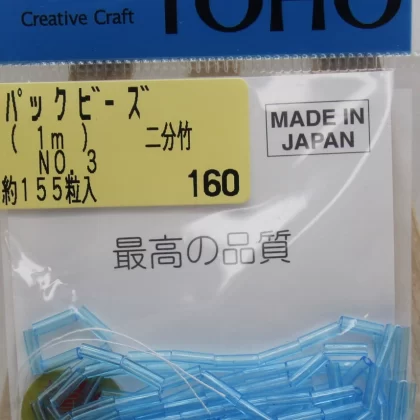 TOHO
Creative Craft
パックビーズ
( 1m ) 二分竹
NO.3
約155粒入 160
MADE IN
JAPAN
最高の品質